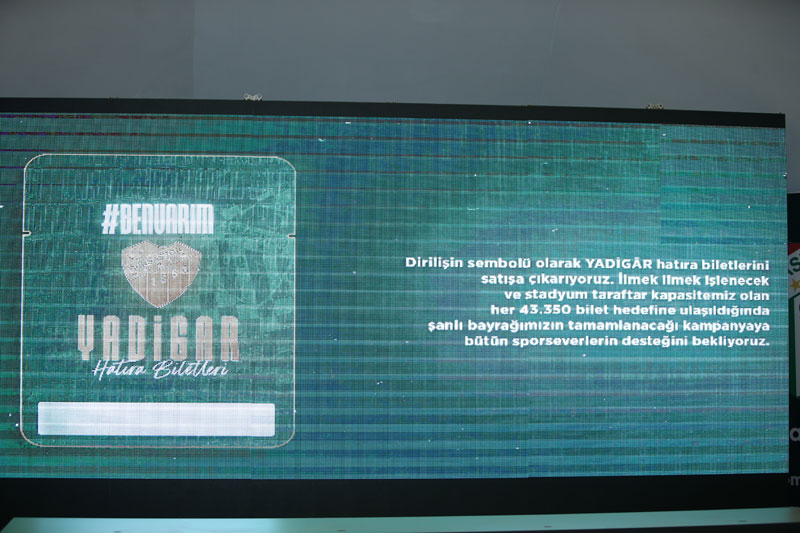 #BENVARIM
YADİGAR
Hatıra Biletleri
Dirilişin sembolü olarak YADİGÂR hatıra biletlerini
satışa çıkarıyoruz. İlmek ilmek işlenecek
ve stadyum taraftar kapasitemiz olan
her 43.350 bilet hedefine ulaşıldığında
şanlı bayrağımızın tamamlanacağı kampanyaya
bütün sporseverlerin desteğini bekliyoruz.